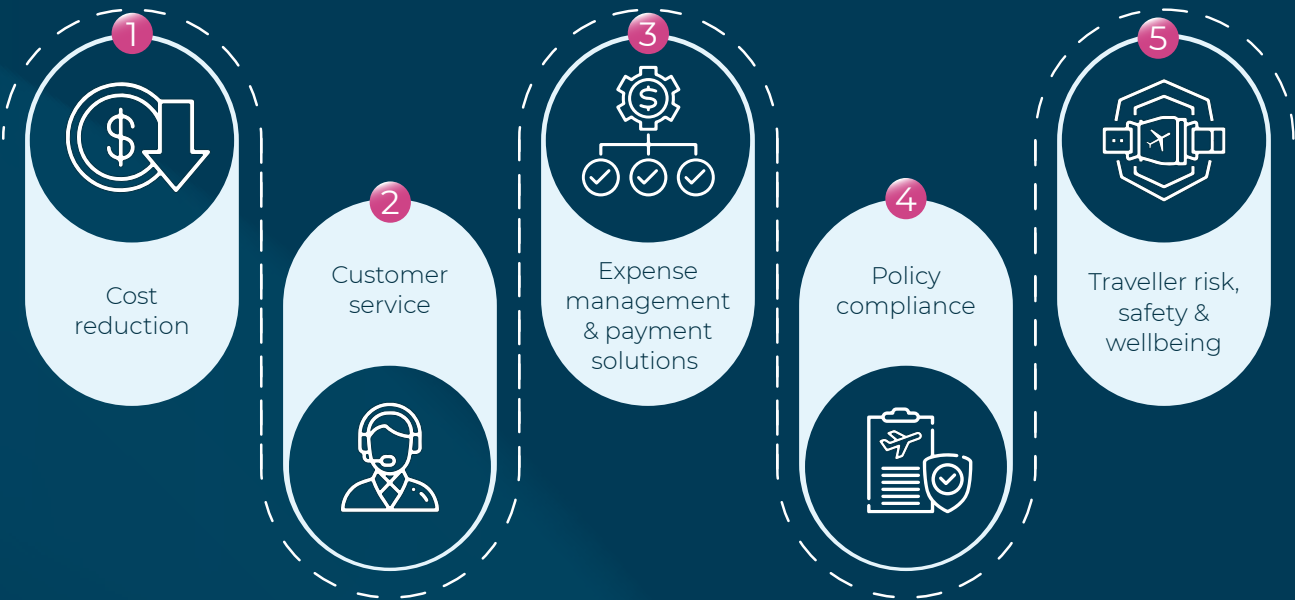 1
Cost
reduction
2
Customer
service
3
Expense
management
& payment
solutions
4
Policy
compliance
5
Traveller risk,
safety &
wellbeing